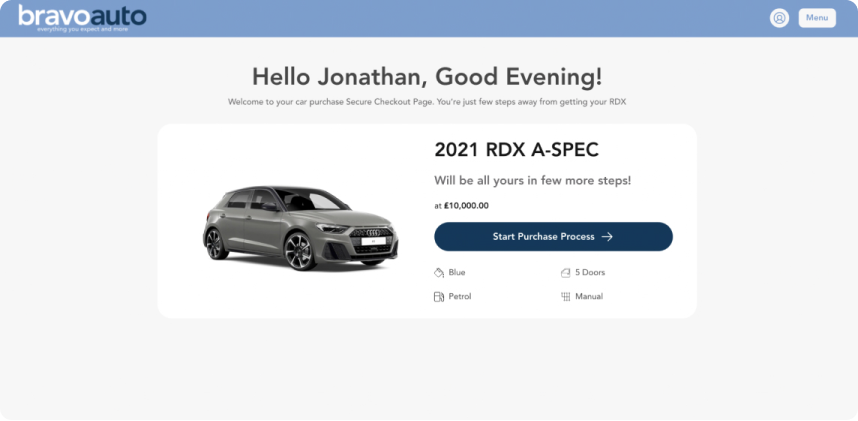 bravoauto
everything you expect and more
Menu
Hello Jonathan, Good Evening!
Welcome to your car purchase Secure Checkout Page. You're just few steps away from getting your RDX
2021 RDX A-SPEC
Will be all yours in few more steps!
at £10,000.00
Start Purchase Process
Blue
5 Doors
Petrol
Manual